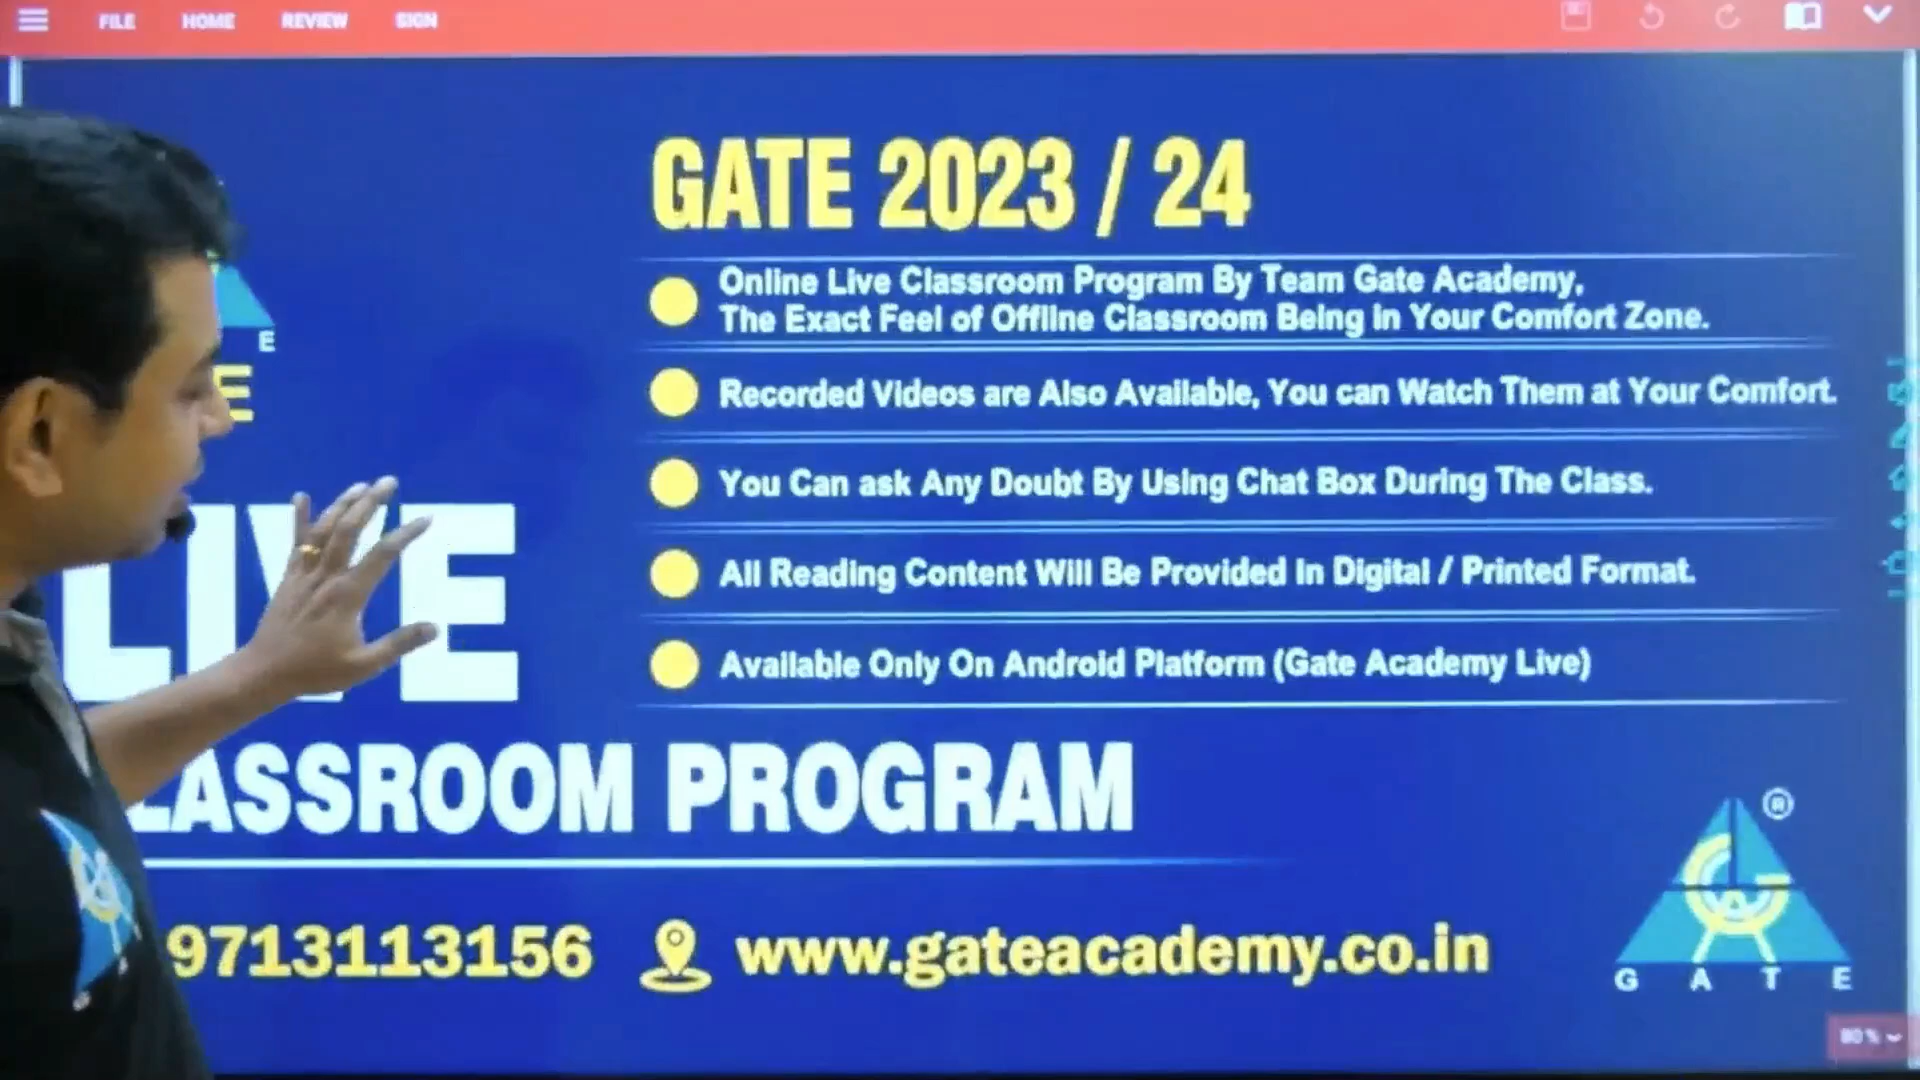 FILE HOME REVIEW SIGN
GATE 2023 / 24
Online Live Classroom Program By Team Gate Academy,
The Exact Feel of Offline Classroom Being in Your Comfort Zone.
Recorded Videos are Also Available, You can Watch Them at Your Comfort.
You Can ask Any Doubt By Using Chat Box During The Class.
All Reading Content Will Be Provided In Digital / Printed Format.
Available Only On Android Platform (Gate Academy Live)
E
E
LIVE
LASSROOM PROGRAM
9713113156 www.gateacademy.co.in
®
G A T E
80 %